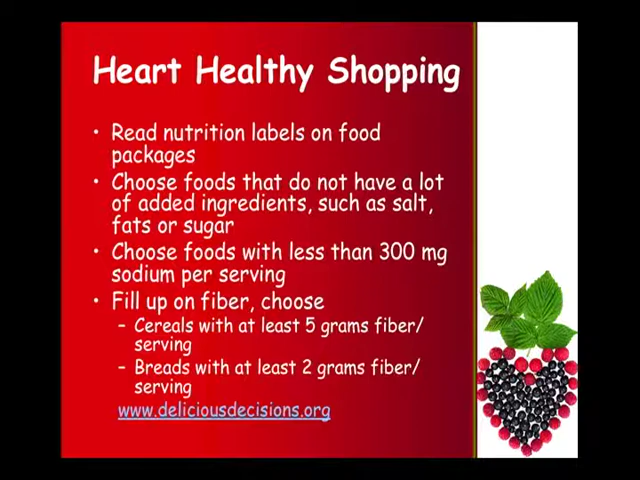 Heart Healthy Shopping
• Read nutrition labels on food
packages
• Choose foods that do not have a lot
of added ingredients, such as salt,
fats or sugar
• Choose foods with less than 300 mg
sodium per serving
• Fill up on fiber, choose
– Cereals with at least 5 grams fiber/
serving
– Breads with at least 2 grams fiber/
serving
www.deliciousdecisions.org